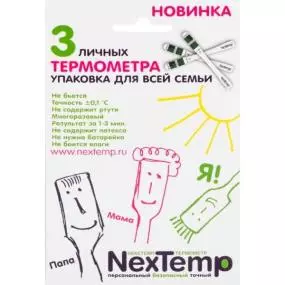 НОВИНКА
3 ЛИЧНЫХ
ТЕРМОМЕТРА
УПАКОВКА ДЛЯ ВСЕЙ СЕМЬИ
Не бьется
Точность ±0,1 °C
Не содержит ртути
Многоразовый
Результат за 1-3 мин.
Не содержит латекса
Не нужна батарейка
Не боится влаги
www.nextemp.ru
Я!
Мама
Папа
НЕКСТЕМП ТЕРМОМЕТР
NexTemp
персональный безопасный точный